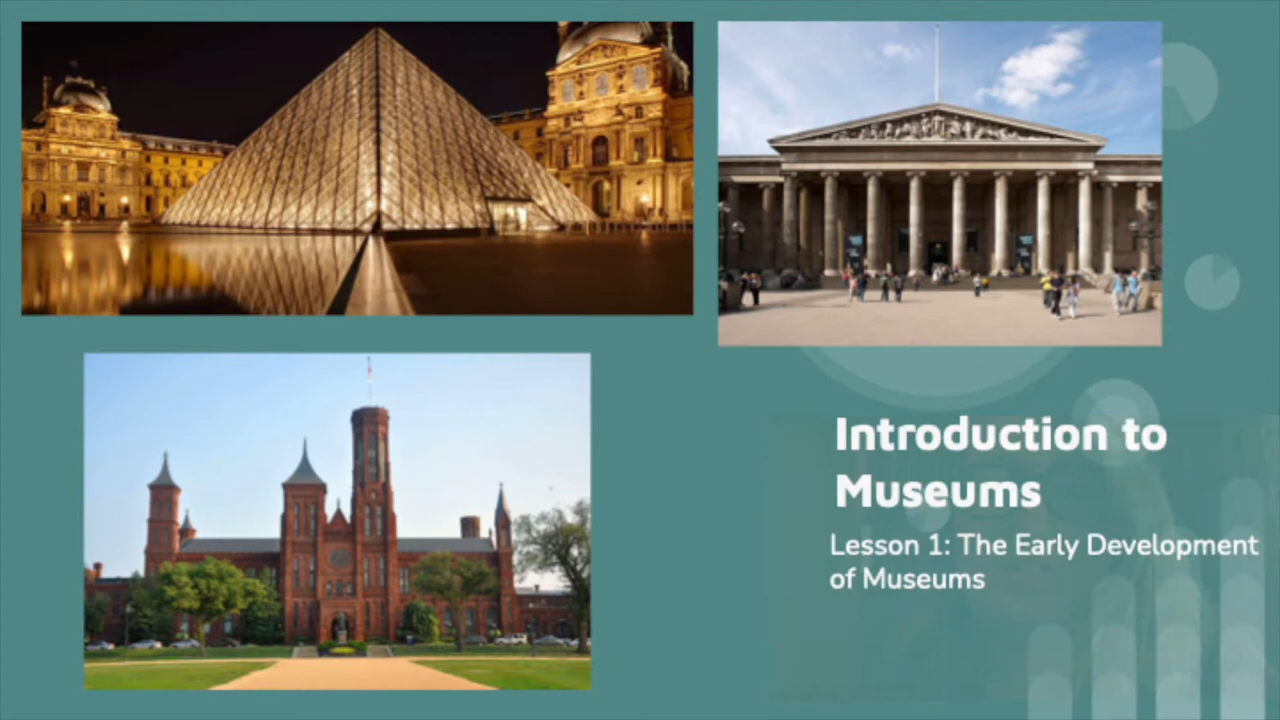 Introduction to
Museums
Lesson 1: The Early Development
of Museums